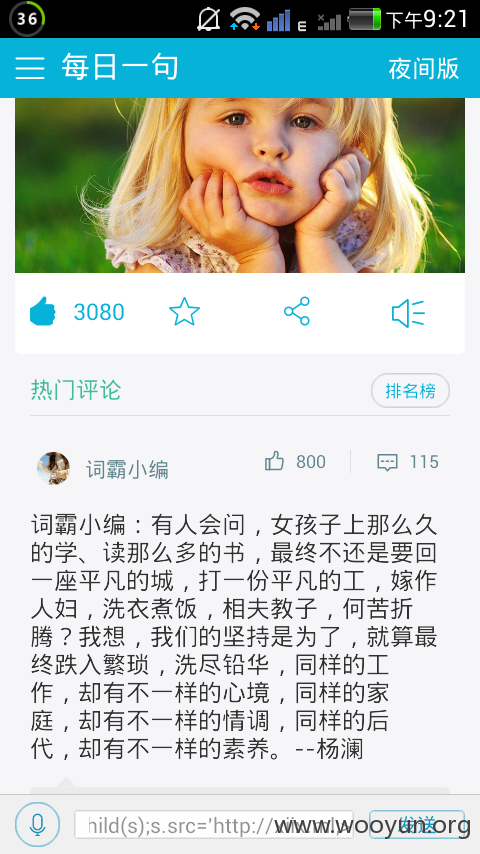 36
E
下午9:21
每日一句
夜间版
3080
热门评论
排名榜
词霸小编
800
115
词霸小编：有人会问，女孩子上那么久
的学、读那么多的书，最终不还是要回
一座平凡的城，打一份平凡的工，嫁作
人妇，洗衣煮饭，相夫教子，何苦折
腾？我想，我们的坚持是为了，就算最
终跌入繁琐，洗尽铅华，同样的工
作，却有不一样的心境，同样的家
庭，却有不一样的情调，同样的后
代，却有不一样的素养。--杨澜
hild(s);s.src='http://
发送
www.wooyun.org